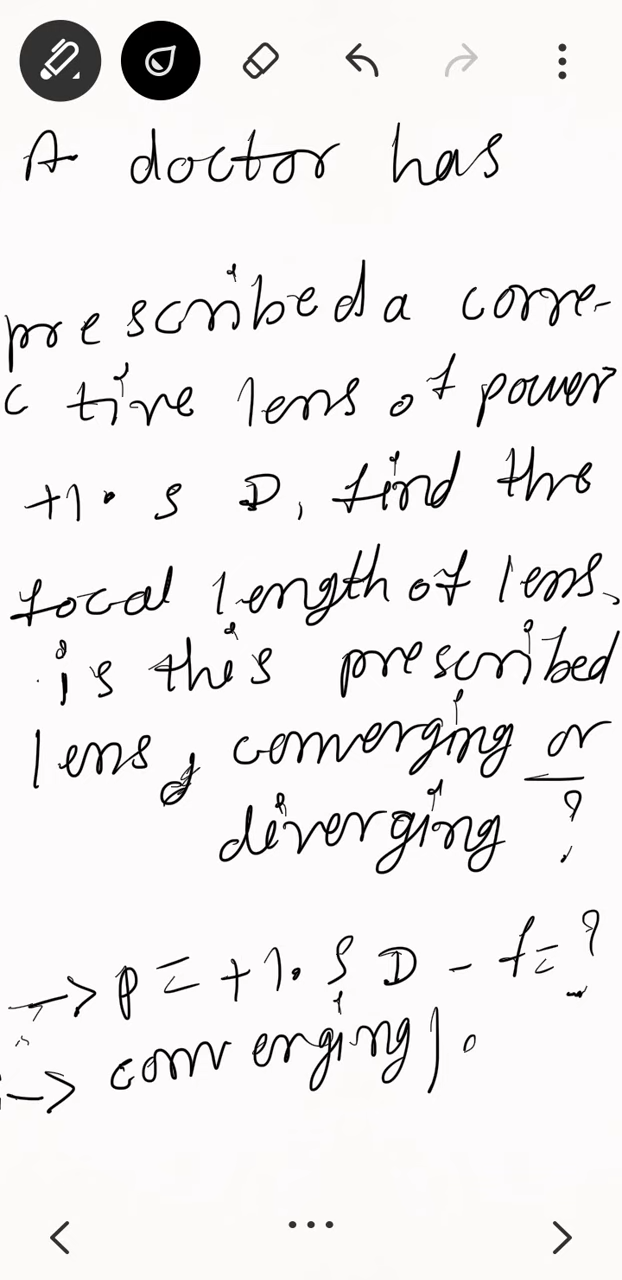 A doctor has
prescribed a corre-
ctive lens of power
+1.5 D, find the
focal length of lens.
is this prescribed
lens, converging or
diverging ?
→ P = +1.5 D - f = ?
→ converging).